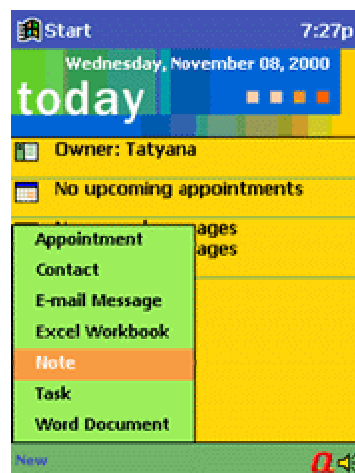 Start 7:27p
Wednesday, November 08, 2000
today
Owner: Tatyana
No upcoming appointments
ages
ages
Appointment
Contact
E-mail Message
Excel Workbook
Note
Task
Word Document
New